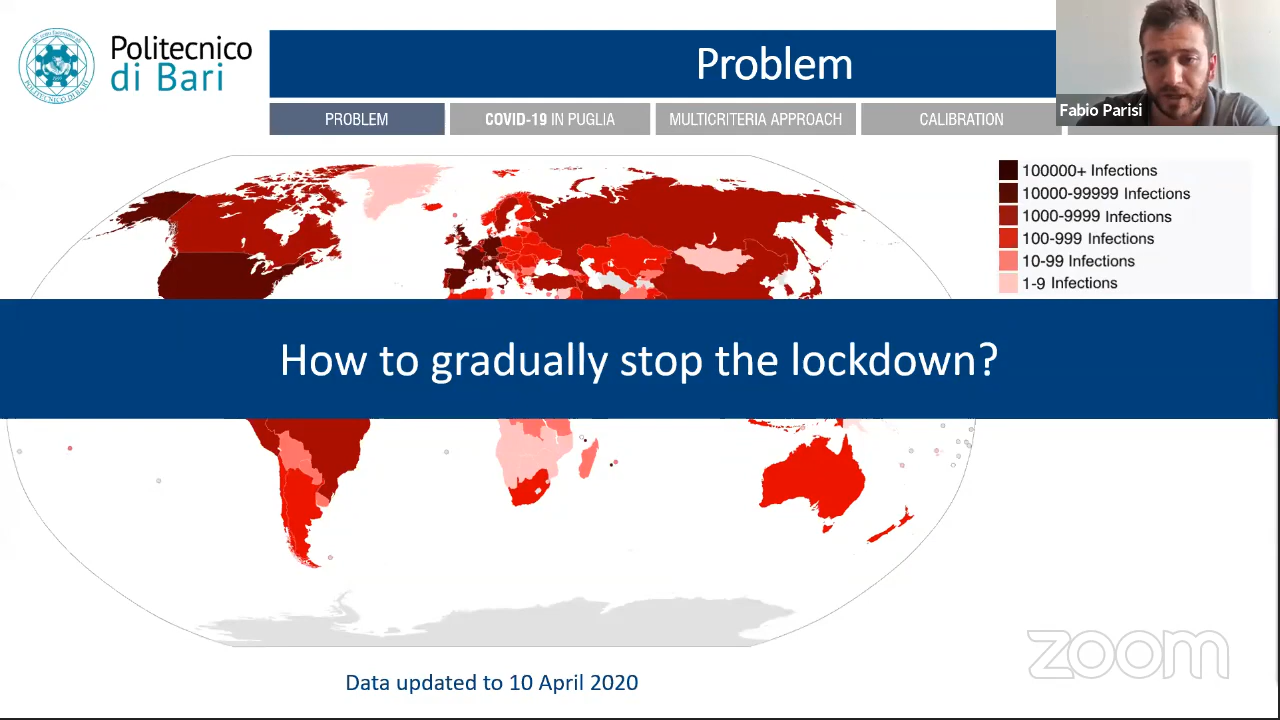 Politecnico
di Bari
Problem
Fabio Parisi
PROBLEM
COVID-19 IN PUGLIA
MULTICRITERIA APPROACH
CALIBRATION
100000+ Infections
10000-99999 Infections
1000-9999 Infections
100-999 Infections
10-99 Infections
1-9 Infections
How to gradually stop the lockdown?
zoom
Data updated to 10 April 2020